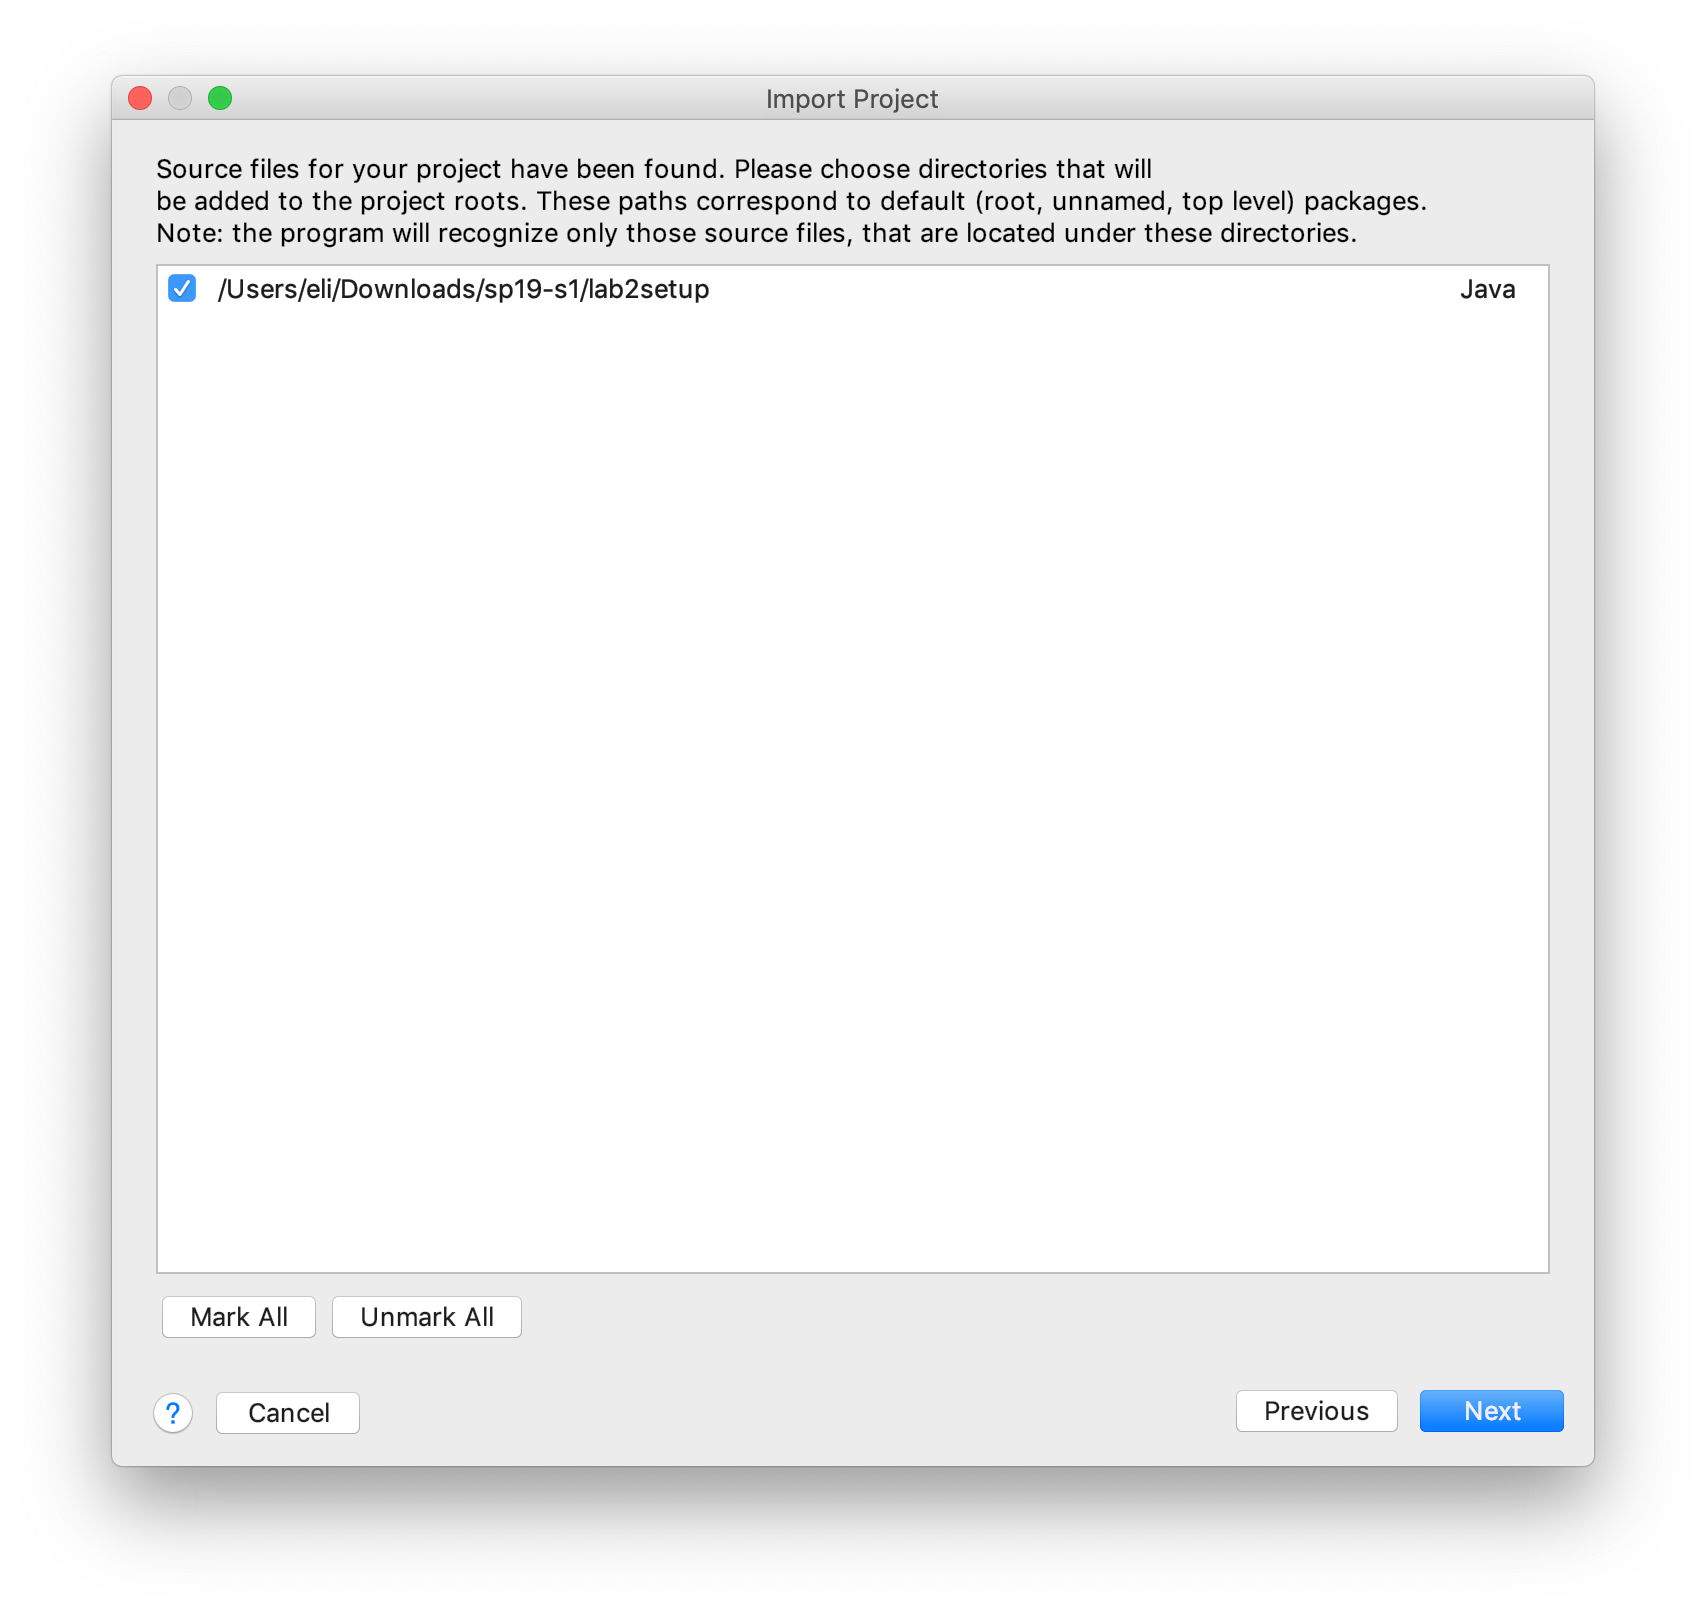 Import Project
Source files for your project have been found. Please choose directories that will
be added to the project roots. These paths correspond to default (root, unnamed, top level) packages.
Note: the program will recognize only those source files, that are located under these directories.
/Users/eli/Downloads/sp19-s1/lab2setup Java
Mark All Unmark All
? Cancel Previous Next